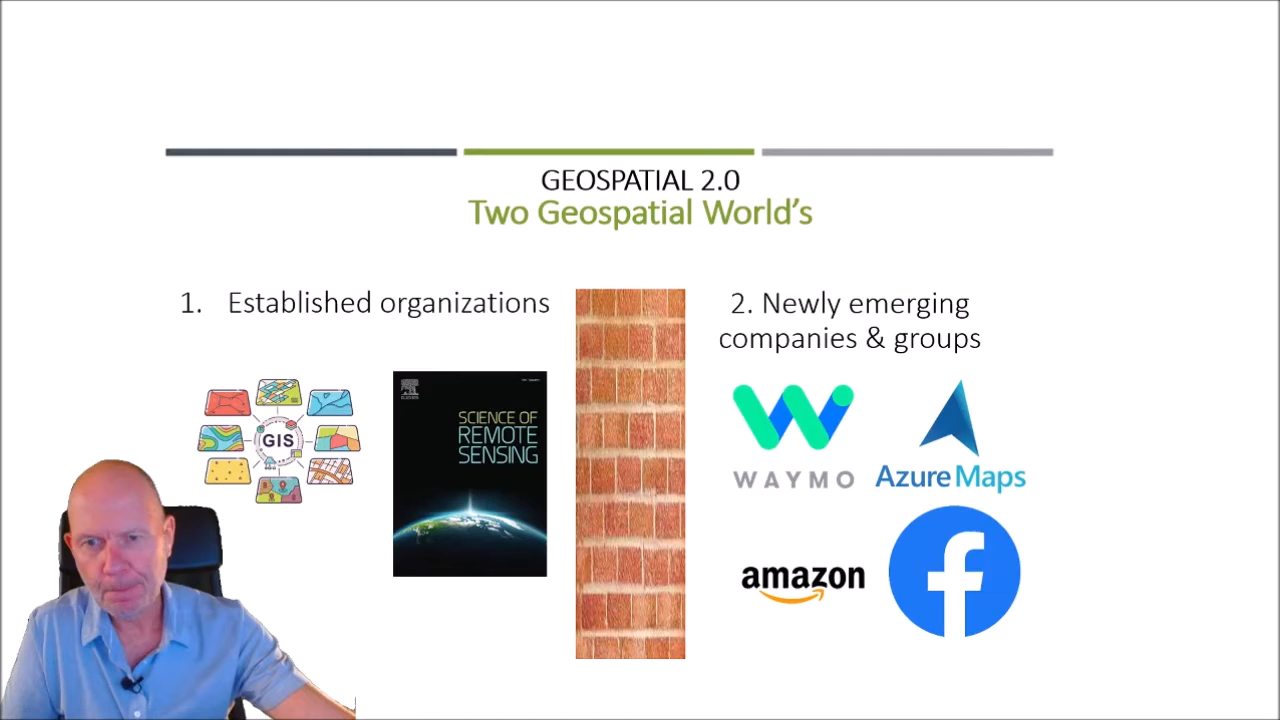 GEOSPATIAL 2.0
Two Geospatial World's
1. Established organizations
2. Newly emerging
companies & groups
GIS
SCIENCE OF
REMOTE
SENSING
WAYMO
Azure Maps
amazon
f